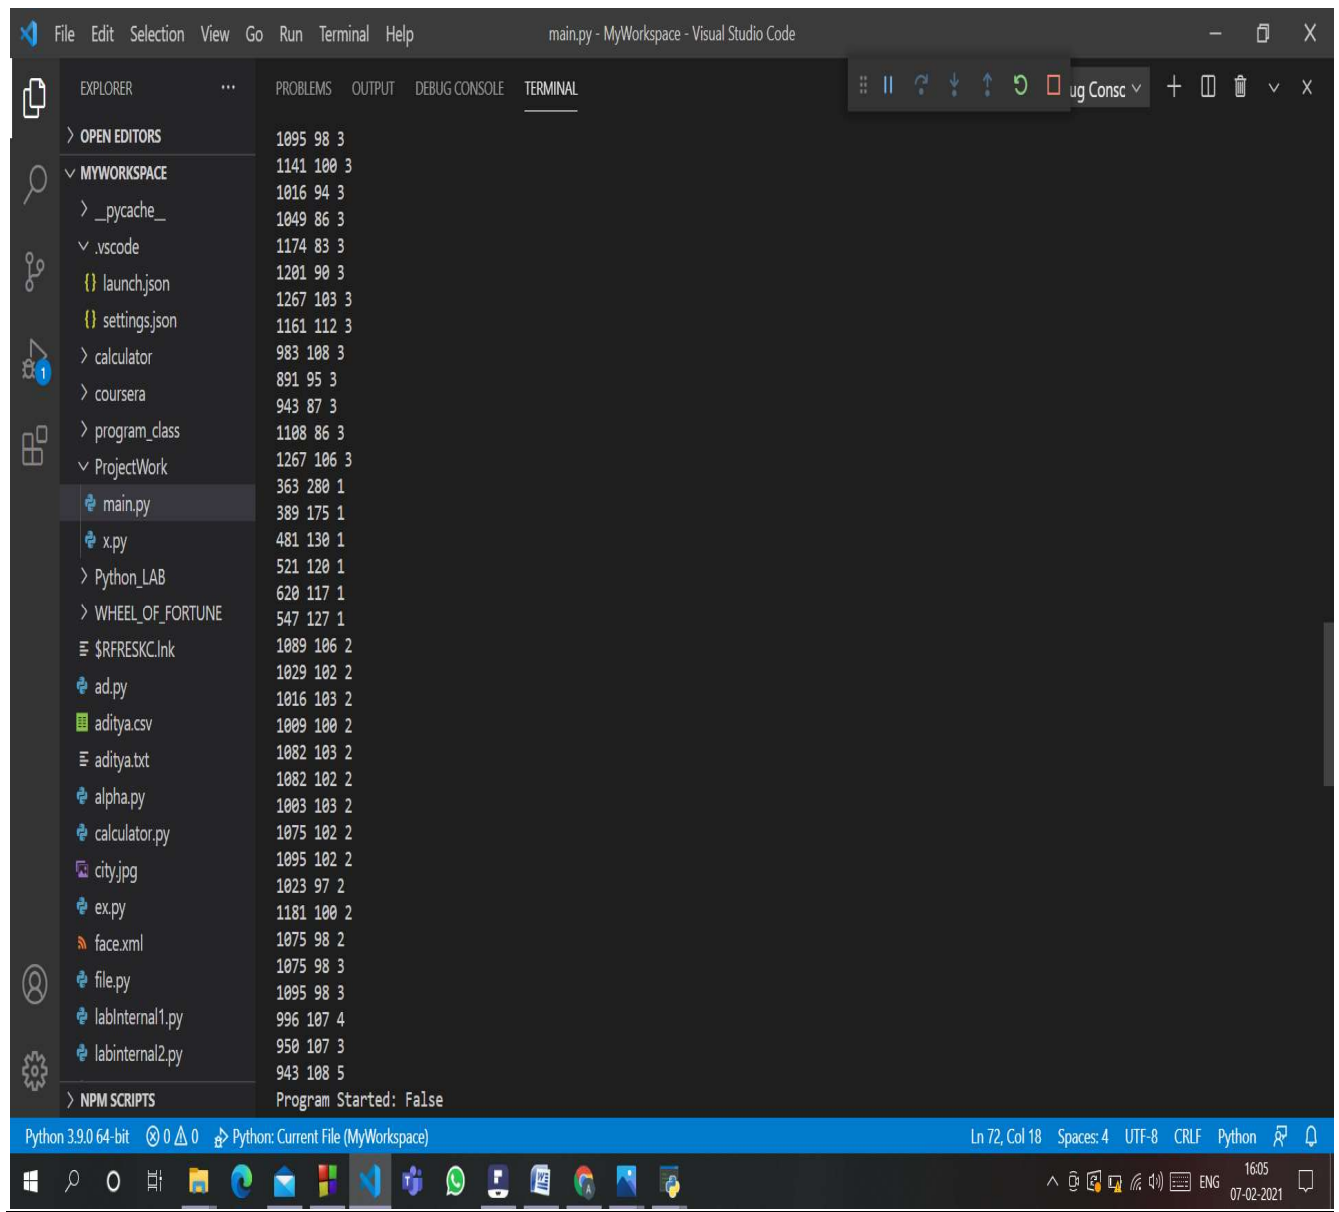 File Edit Selection View Go Run Terminal Help main.py - MyWorkspace - Visual Studio Code
EXPLORER
OPEN EDITORS
MYWORKSPACE
__pycache__
.vscode
{} launch.json
{} settings.json
calculator
1
coursera
program_class
ProjectWork
main.py
x.py
Python_LAB
WHEEL_OF_FORTUNE
$RFRESKC.lnk
ad.py
aditya.csv
aditya.txt
alpha.py
calculator.py
city.jpg
ex.py
face.xml
file.py
labInternal1.py
labinternal2.py
NPM SCRIPTS
PROBLEMS OUTPUT DEBUG CONSOLE TERMINAL
ug Consc
1095 98 3
1141 100 3
1016 94 3
1049 86 3
1174 83 3
1201 90 3
1267 103 3
1161 112 3
983 108 3
891 95 3
943 87 3
1108 86 3
1267 106 3
363 280 1
389 175 1
481 130 1
521 120 1
620 117 1
547 127 1
1089 106 2
1029 102 2
1016 103 2
1009 100 2
1082 103 2
1082 102 2
1003 103 2
1075 102 2
1095 102 2
1023 97 2
1181 100 2
1075 98 2
1075 98 3
1095 98 3
996 107 4
950 107 3
943 108 5
Program Started: False
Python 3.9.0 64-bit 0 0 Python: Current File (MyWorkspace) Ln 72, Col 18 Spaces: 4 UTF-8 CRLF Python
ENG
16:05
07-02-2021